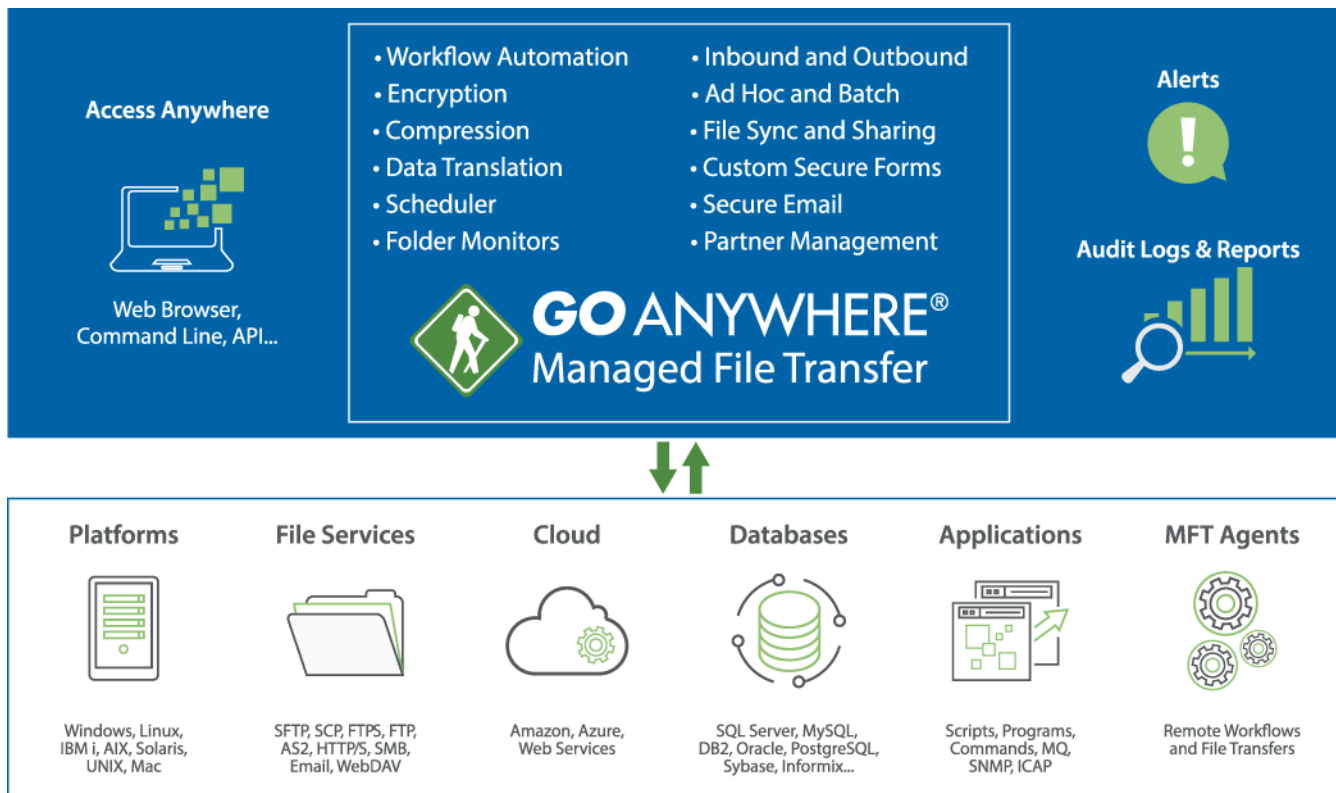 Access Anywhere
Web Browser,
Command Line, API...
• Workflow Automation
• Encryption
• Compression
• Data Translation
• Scheduler
• Folder Monitors
• Inbound and Outbound
• Ad Hoc and Batch
• File Sync and Sharing
• Custom Secure Forms
• Secure Email
• Partner Management
GO ANYWHERE®
Managed File Transfer
Alerts
!
Audit Logs & Reports
Platforms
Windows, Linux,
IBM i, AIX, Solaris,
UNIX, Mac
File Services
SFTP, SCP, FTPS, FTP,
AS2, HTTP/S, SMB,
Email, WebDAV
Cloud
Amazon, Azure,
Web Services
Databases
SQL Server, MySQL,
DB2, Oracle, PostgreSQL,
Sybase, Informix...
Applications
Scripts, Programs,
Commands, MQ,
SNMP, ICAP
MFT Agents
Remote Workflows
and File Transfers